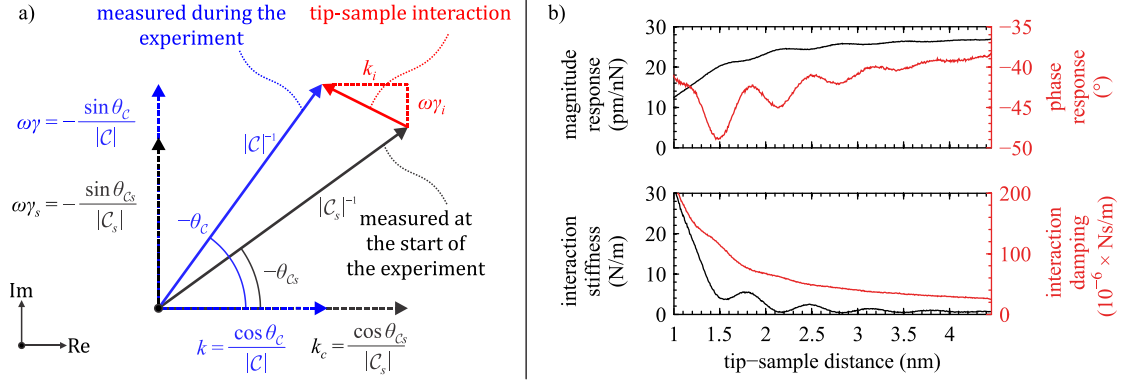 a)
measured during the
experiment
tip-sample interaction
k_i
ωγ_i
ωγ = − sin θ_C / |C|
|C|^−1
ωγ_s = − sin θ_Cs / |C_s|
|C_s|^−1
measured at
the start of
the experiment
−θ_C
−θ_Cs
Im
Re
k = cos θ_C / |C|
k_c = cos θ_Cs / |C_s|
b)
magnitude
response
(pm/nN)
30
20
10
0
−35
−40
−45
−50
phase
response
(°)
interaction
stiffness
(N/m)
30
20
10
0
200
100
0
interaction
damping
(10^−6 × Ns/m)
1 1.5 2 2.5 3 3.5 4
tip−sample distance (nm)